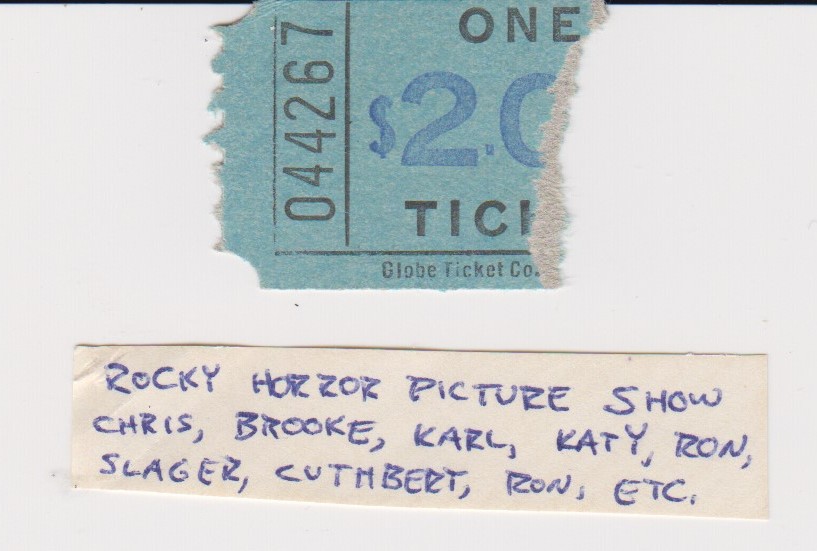 ONE
044267
$2.0
TICK
Globe Ticket Co.
ROCKY HORROR PICTURE SHOW
CHRIS, BROOKE, KARL, KATY, RON,
SLAGER, CUTHBERT, RON, ETC.